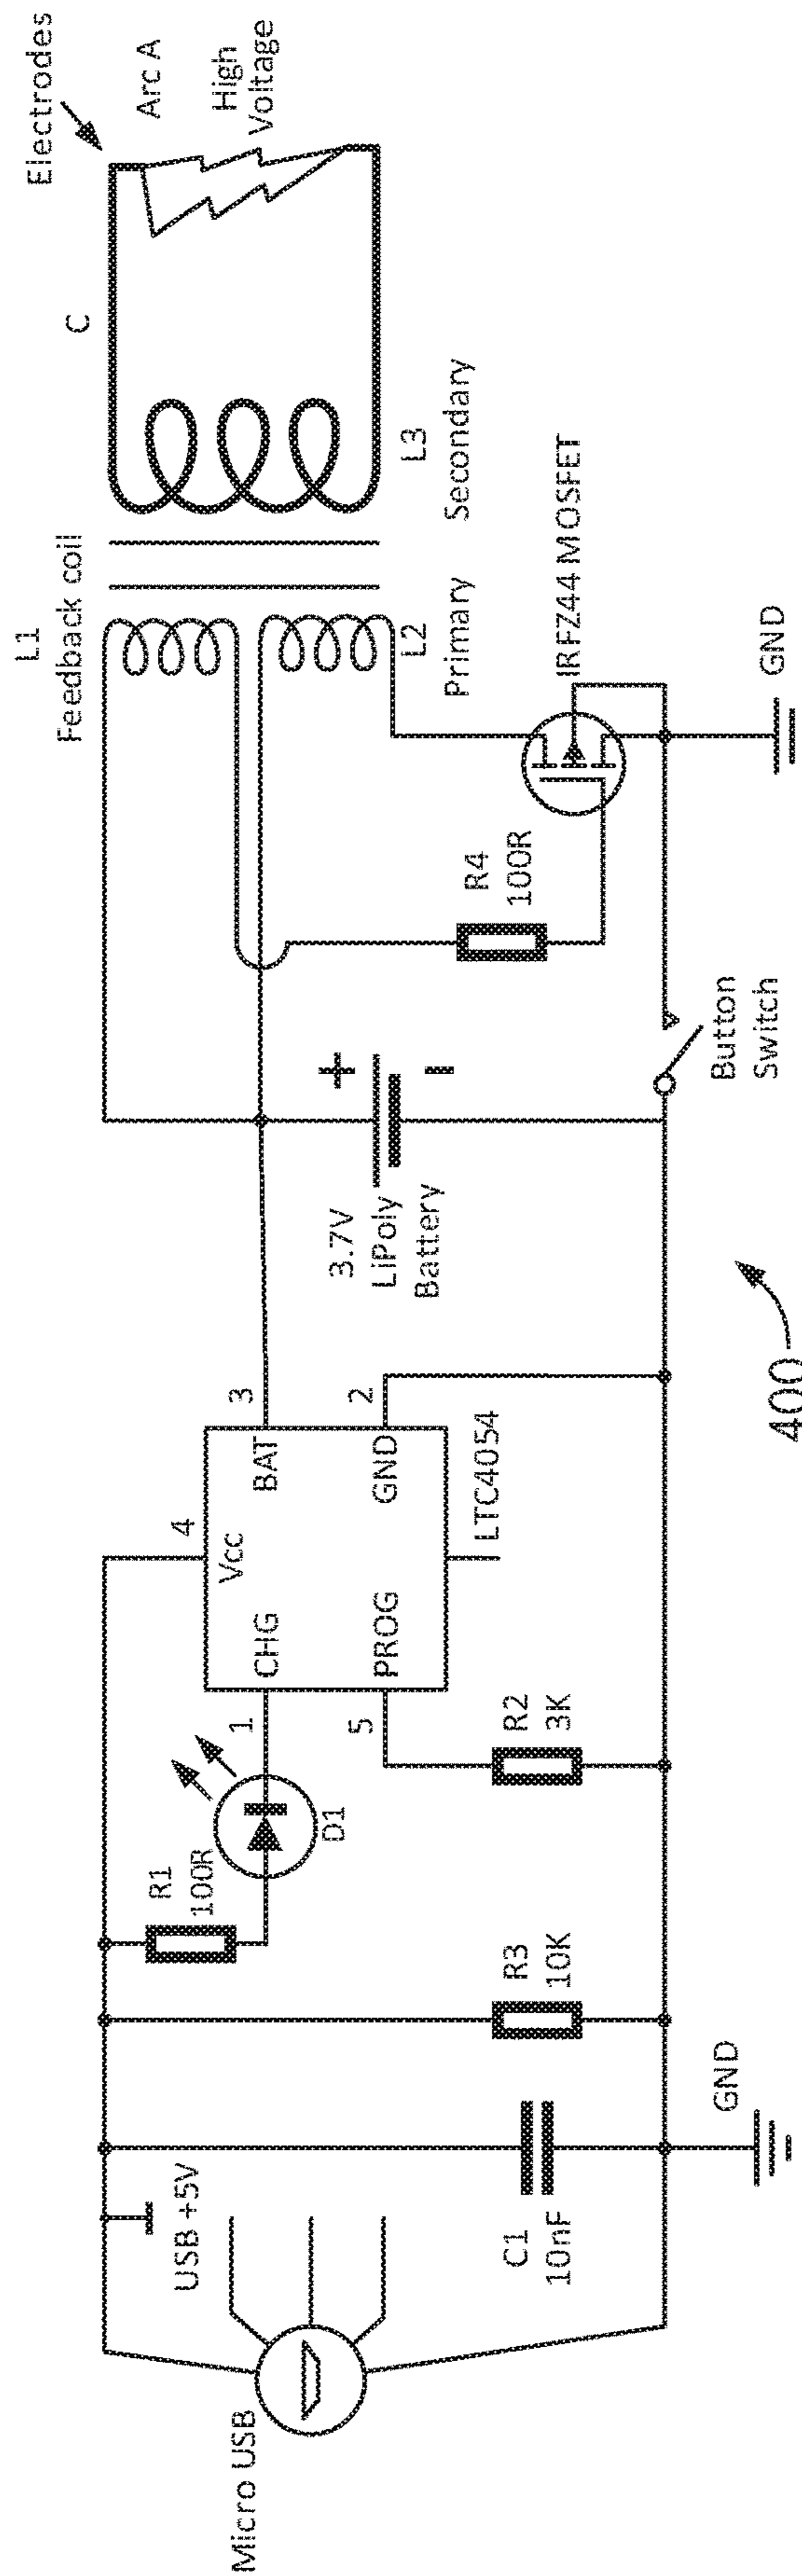 Micro USB
USB +5V
C1
10nF
GND
R3
10K
R1
100R
D1
R2
3K
1
CHG
5
PROG
4
Vcc
3
BAT
2
GND
LTC4054
3.7V
LiPoly
Battery
+
-
Button
Switch
R4
100R
L1
Feedback coil
L2
Primary
L3
Secondary
IRFZ44 MOSFET
GND
C
Electrodes
Arc A
High
Voltage
400